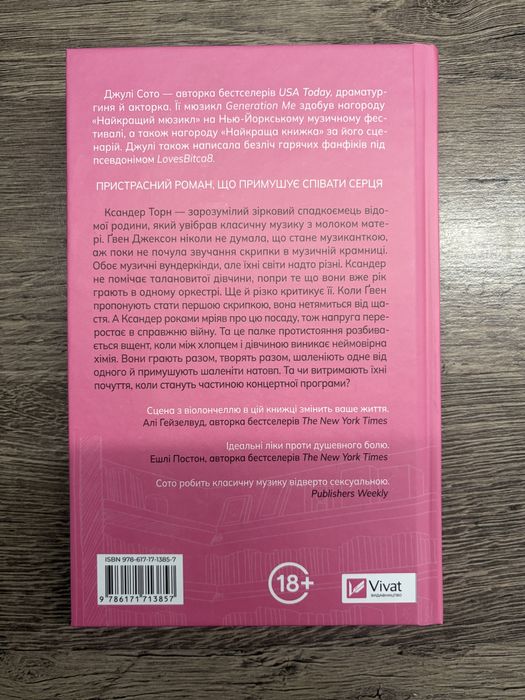 Джулі Сото — авторка бестселерів USA Today, драматур-
гиня й акторка. Її мюзикл Generation Me здобув нагороду
«Найкращий мюзикл» на Нью-Йоркському музичному фес-
тивалі, а також нагороду «Найкраща книжка» за його сце-
нарій. Джулі також написала безліч гарячих фанфіків під
псевдонімом LovesBitca8.
ПРИСТРАСНИЙ РОМАН, ЩО ПРИМУШУЄ СПІВАТИ СЕРЦЯ
Ксандер Торн — зарозумілий зірковий спадкоємець відо-
мої родини, який увібрав класичну музику з молоком мате-
рі. Ґвен Джексон ніколи не думала, що стане музиканткою,
аж поки не почула звучання скрипки в музичній крамниці.
Обоє музичні вундеркінди, але їхні світи надто різні. Ксандер
не помічає талановитої дівчини, попри те що вони вже рік
грають в одному оркестрі. Ще й різко критикує її. Коли Ґвен
пропонують стати першою скрипкою, вона нетямиться від ща-
стя. А Ксандер роками мріяв про цю посаду, тож напруга пере-
ростає в справжню війну. Та це палке протистояння розбива-
ється вщент, коли між хлопцем і дівчиною виникає неймовірна
хімія. Вони грають разом, творять разом, шаленіють одне від
одного й примушують шаленіти натовп. Та чи витримають їхні
почуття, коли стануть частиною концертної програми?
Сцена з віолончеллю в цій книжці змінить ваше життя.
Алі Гейзелвуд, авторка бестселерів The New York Times
Ідеальні ліки проти душевного болю.
Ешлі Постон, авторка бестселерів The New York Times
Сото робить класичну музику відверто сексуальною.
Publishers Weekly
ISBN 978-617-17-1385-7
9 786171 713857
18+
Vivat
ВИДАВНИЦТВО